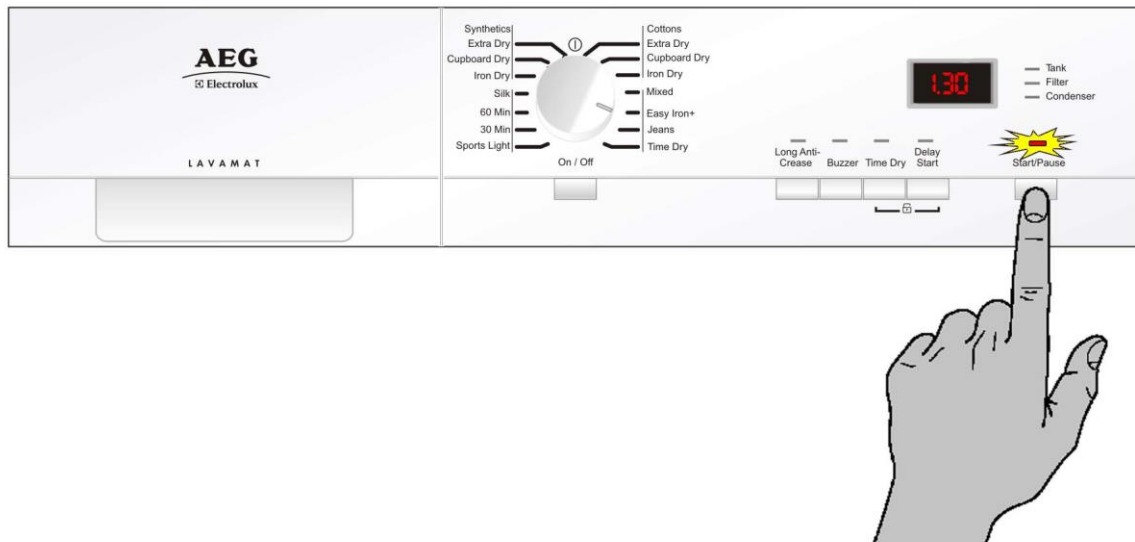 AEG
Electrolux
LAVAMAT
Synthetics
Extra Dry
Cupboard Dry
Iron Dry
Silk
60 Min
30 Min
Sports Light
Cottons
Extra Dry
Cupboard Dry
Iron Dry
Mixed
Easy Iron+
Jeans
Time Dry
On / Off
1.30
Tank
Filter
Condenser
Long Anti-
Crease
Buzzer
Time Dry
Delay
Start
Start/Pause